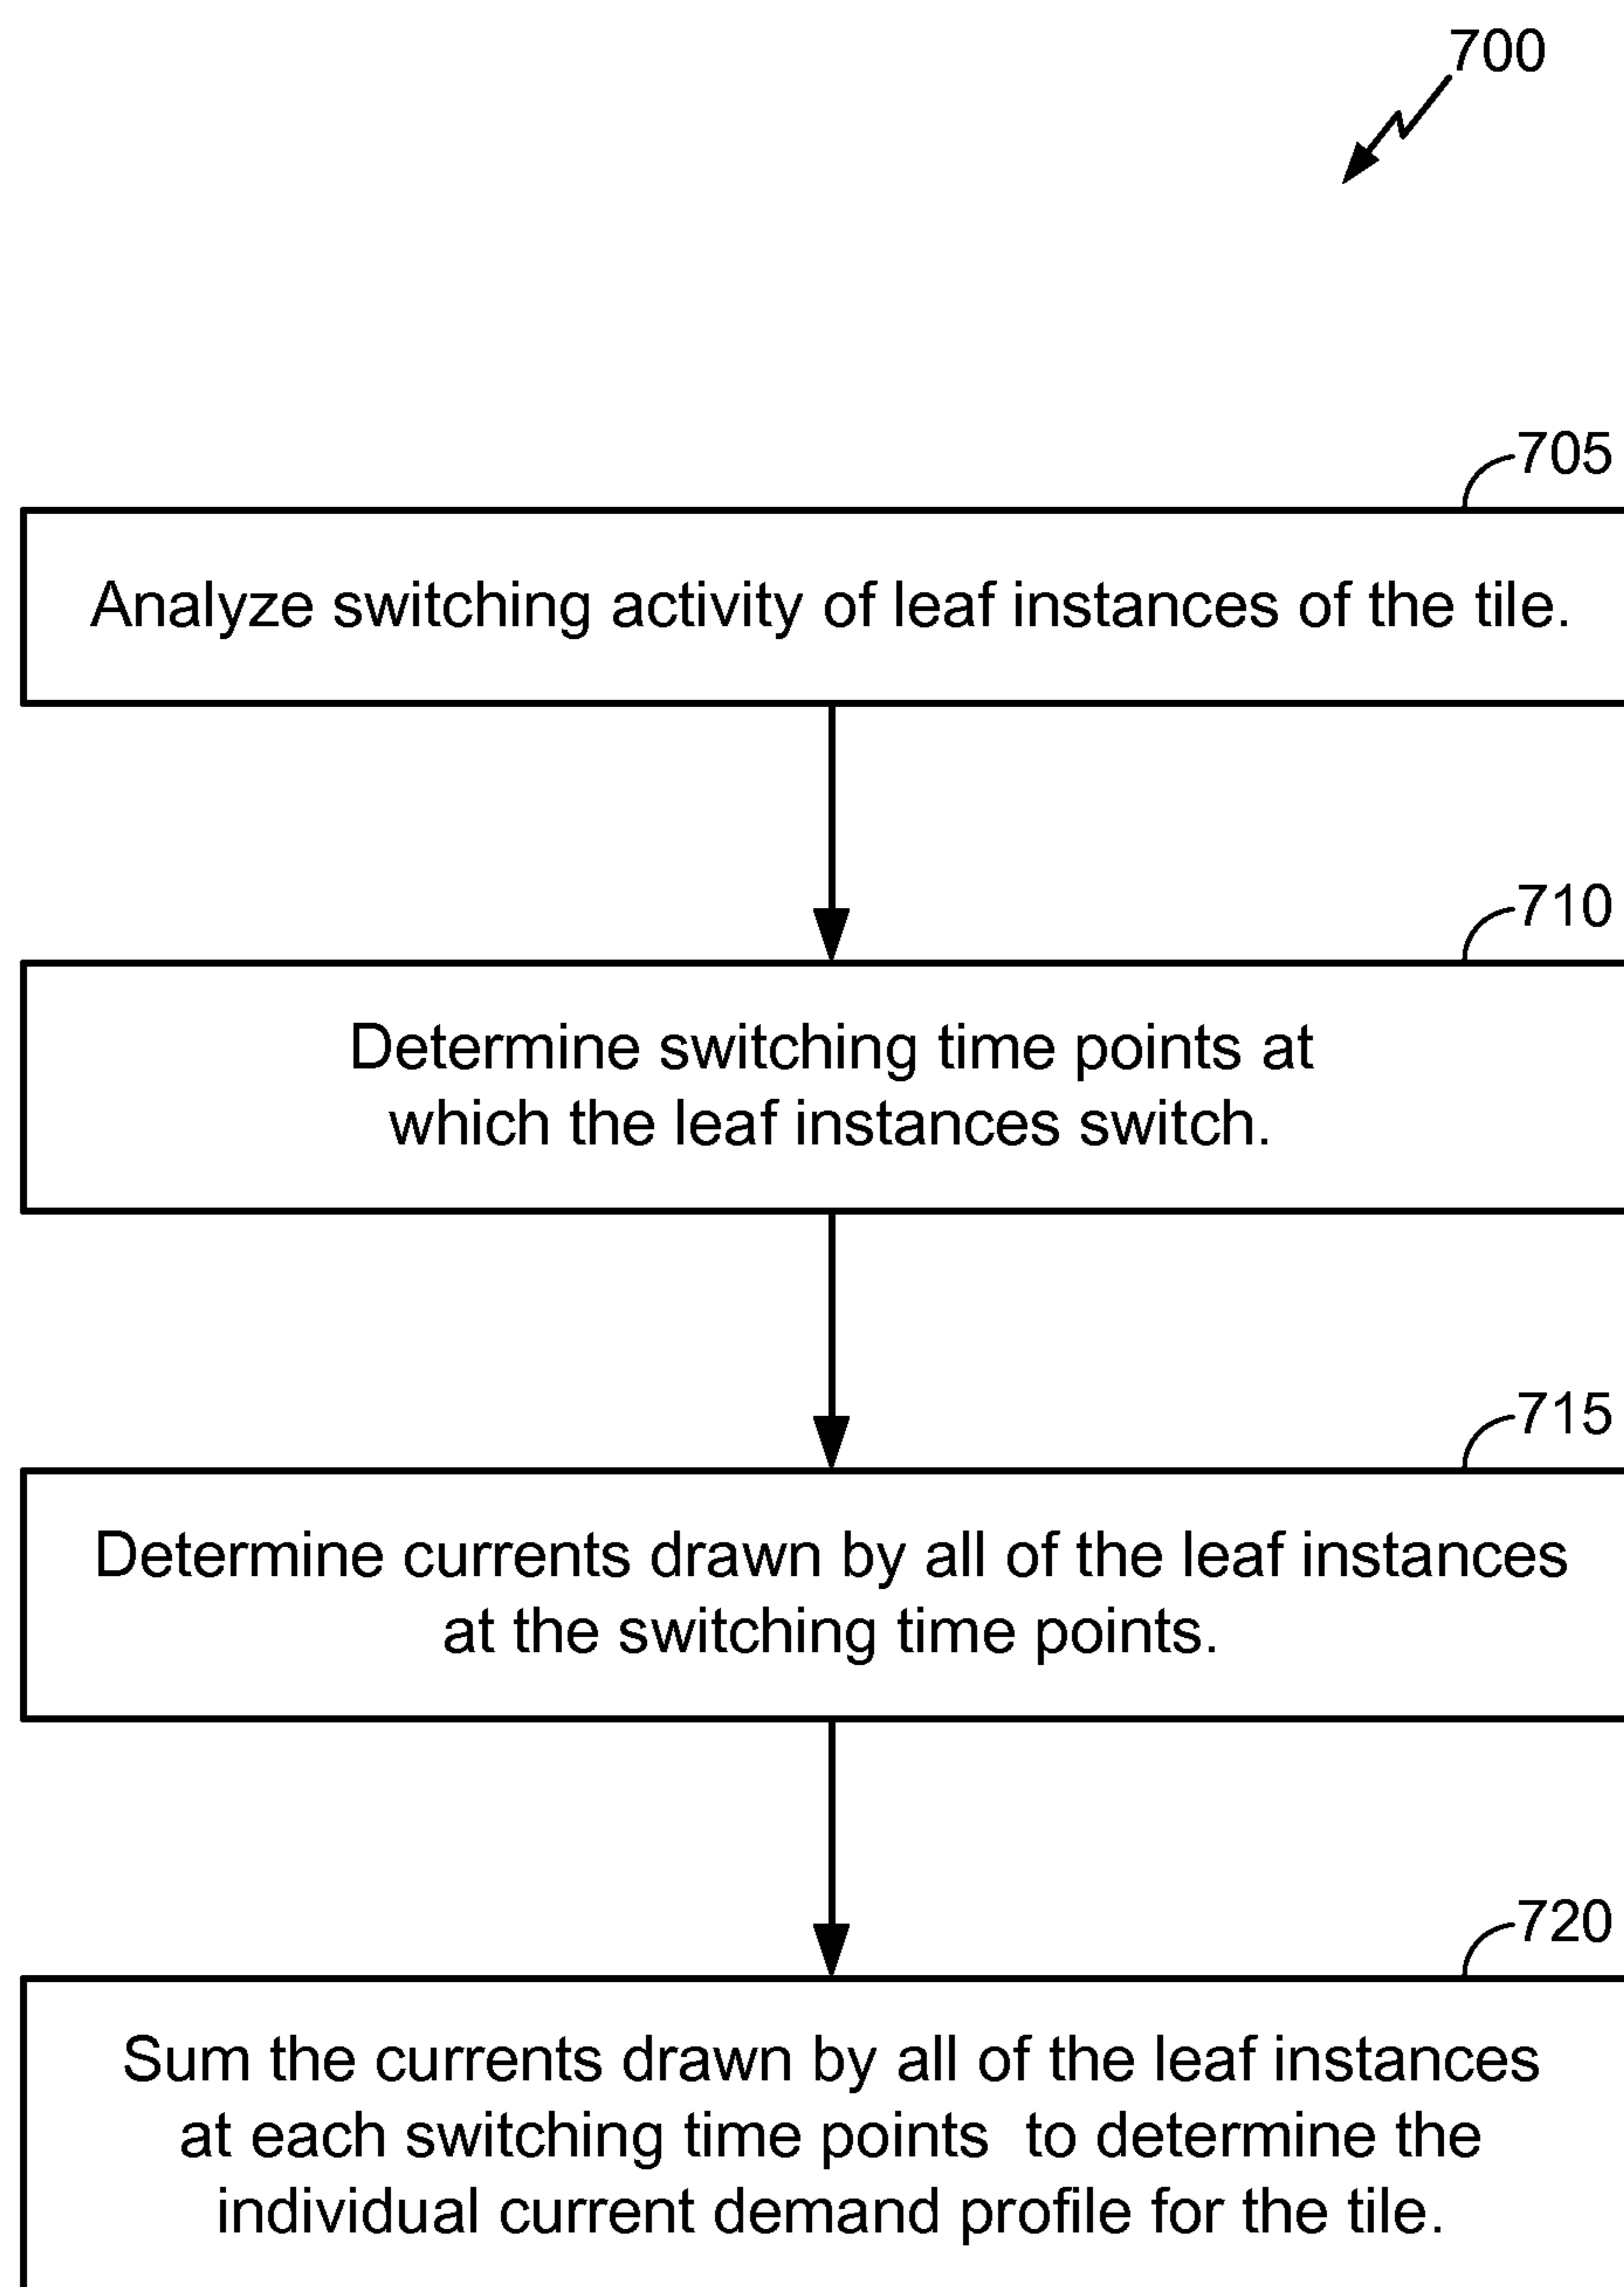 700
705
Analyze switching activity of leaf instances of the tile.
710
Determine switching time points at
which the leaf instances switch.
715
Determine currents drawn by all of the leaf instances
at the switching time points.
720
Sum the currents drawn by all of the leaf instances
at each switching time points  to determine the
individual current demand profile for the tile.